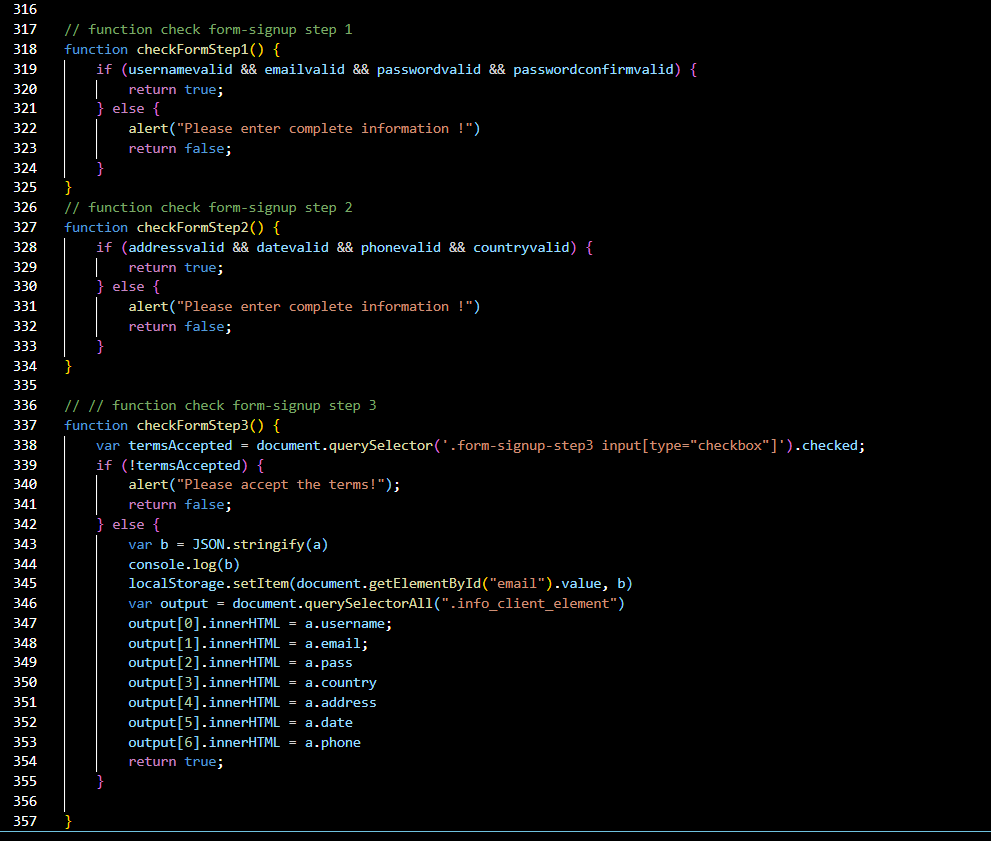 316
317 // function check form-signup step 1
318 function checkFormStep1() {
319 if (usernamevalid && emailvalid && passwordvalid && passwordconfirmvalid) {
320 return true;
321 } else {
322 alert("Please enter complete information !")
323 return false;
324 }
325 }
326 // function check form-signup step 2
327 function checkFormStep2() {
328 if (addressvalid && datevalid && phonevalid && countryvalid) {
329 return true;
330 } else {
331 alert("Please enter complete information !")
332 return false;
333 }
334 }
335
336 // // function check form-signup step 3
337 function checkFormStep3() {
338 var termsAccepted = document.querySelector('.form-signup-step3 input[type="checkbox"]').checked;
339 if (!termsAccepted) {
340 alert("Please accept the terms!");
341 return false;
342 } else {
343 var b = JSON.stringify(a)
344 console.log(b)
345 localStorage.setItem(document.getElementById("email").value, b)
346 var output = document.querySelectorAll(".info_client_element")
347 output[0].innerHTML = a.username;
348 output[1].innerHTML = a.email;
349 output[2].innerHTML = a.pass
350 output[3].innerHTML = a.country
351 output[4].innerHTML = a.address
352 output[5].innerHTML = a.date
353 output[6].innerHTML = a.phone
354 return true;
355 }
356
357 }